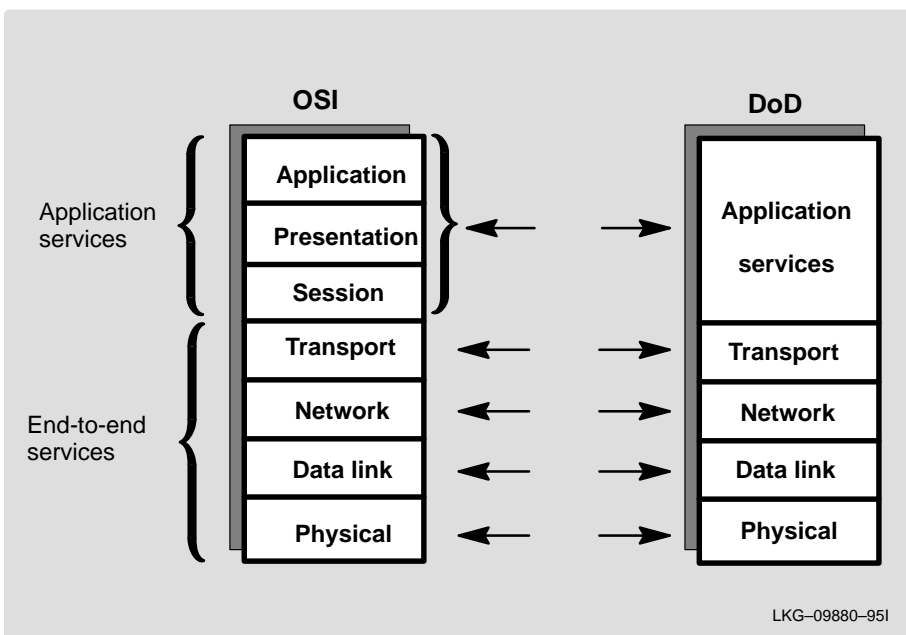 OSI
DoD
Application
services
Application
Presentation
Session
Application
services
End-to-end
services
Transport
Network
Data link
Physical
Transport
Network
Data link
Physical
LKG–09880–95I